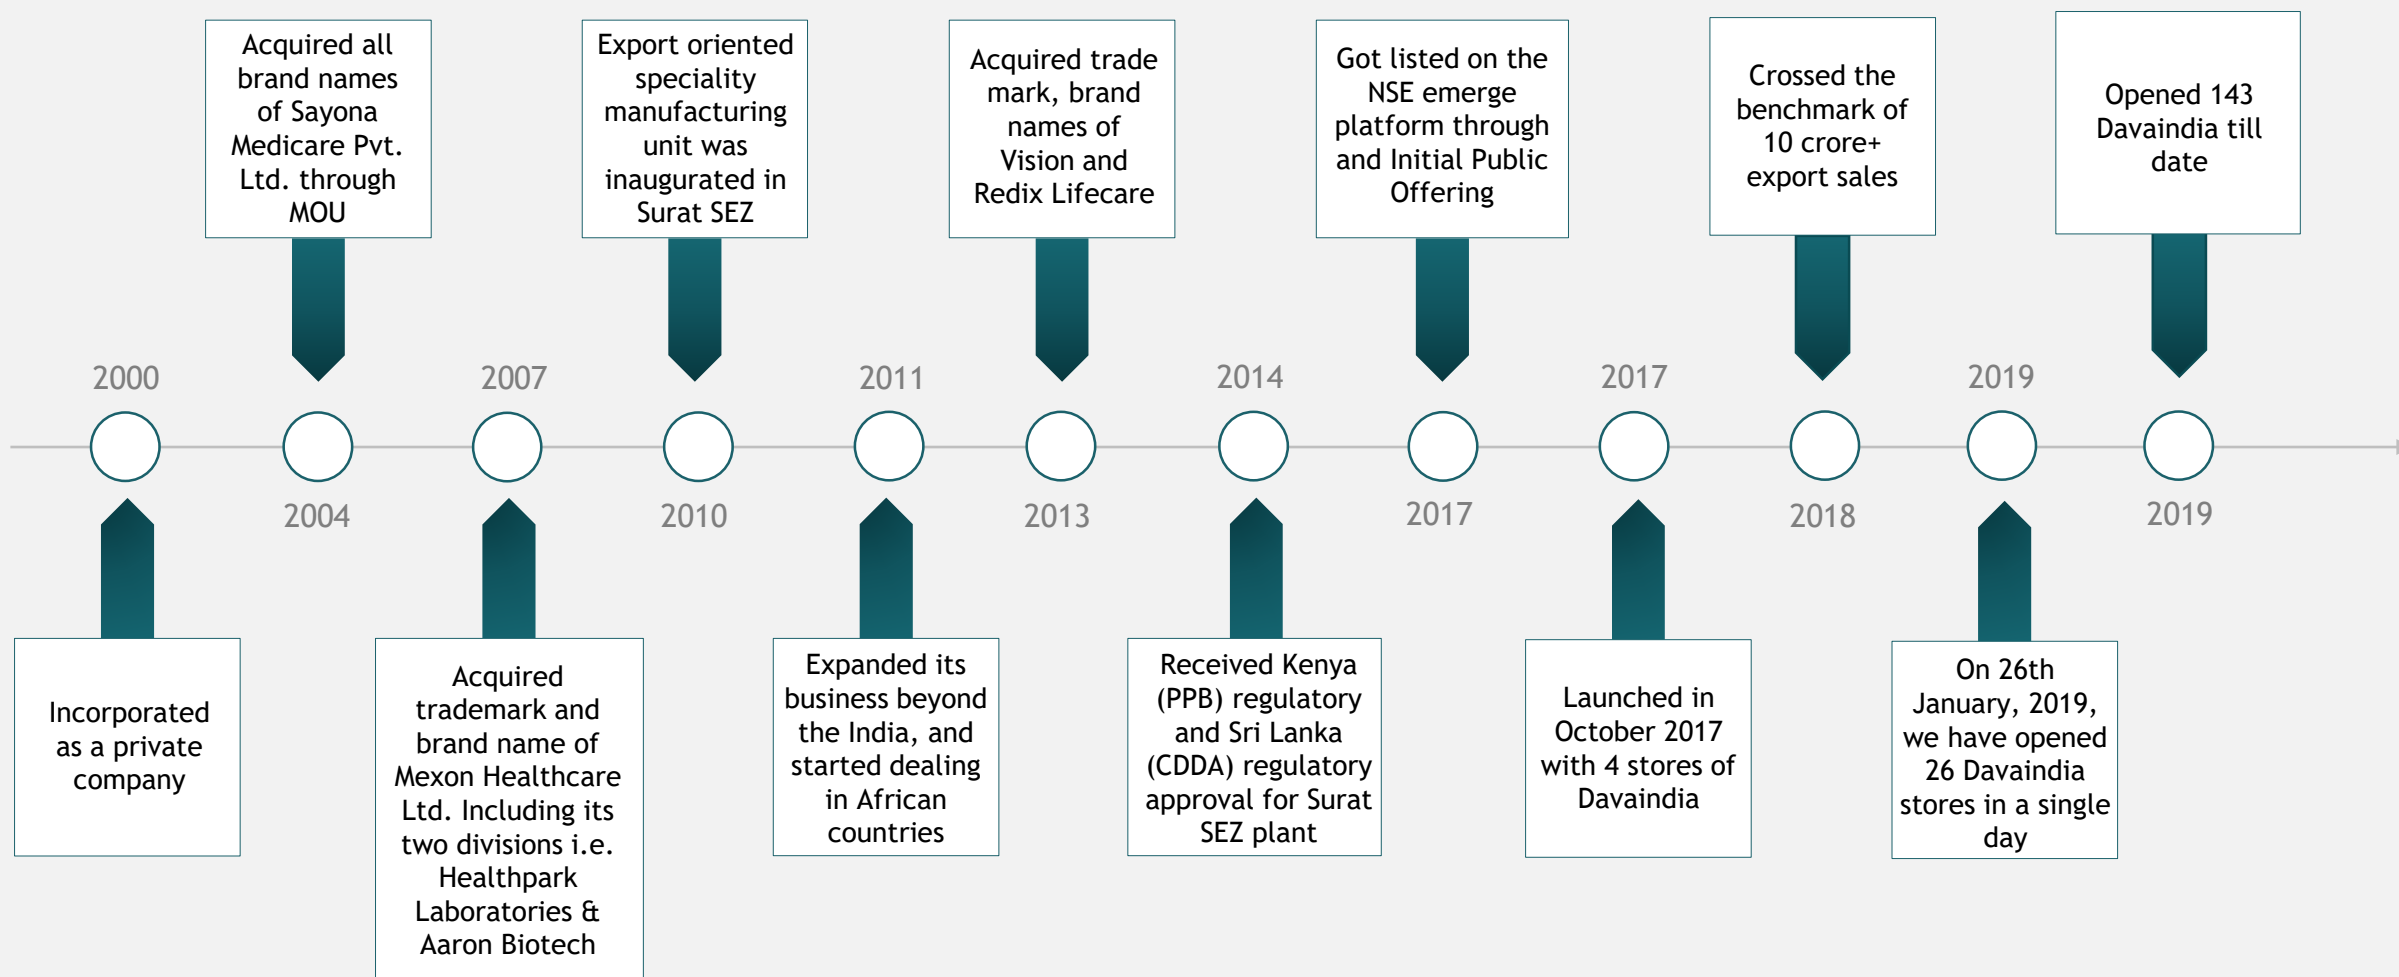 Acquired all
brand names
of Sayona
Medicare Pvt.
Ltd. through
MOU
Export oriented
speciality
manufacturing
unit was
inaugurated in
Surat SEZ
Acquired trade
mark, brand
names of
Vision and
Redix Lifecare
Got listed on the
NSE emerge
platform through
and Initial Public
Offering
Crossed the
benchmark of
10 crore+
export sales
Opened 143
Davaindia till
date
2000
2007
2011
2014
2017
2019
2004
2010
2013
2017
2018
2019
Incorporated
as a private
company
Acquired
trademark and
brand name of
Mexon Healthcare
Ltd. Including its
two divisions i.e.
Healthpark
Laboratories &
Aaron Biotech
Expanded its
business beyond
the India, and
started dealing
in African
countries
Received Kenya
(PPB) regulatory
and Sri Lanka
(CDDA) regulatory
approval for Surat
SEZ plant
Launched in
October 2017
with 4 stores of
Davaindia
On 26th
January, 2019,
we have opened
26 Davaindia
stores in a single
day